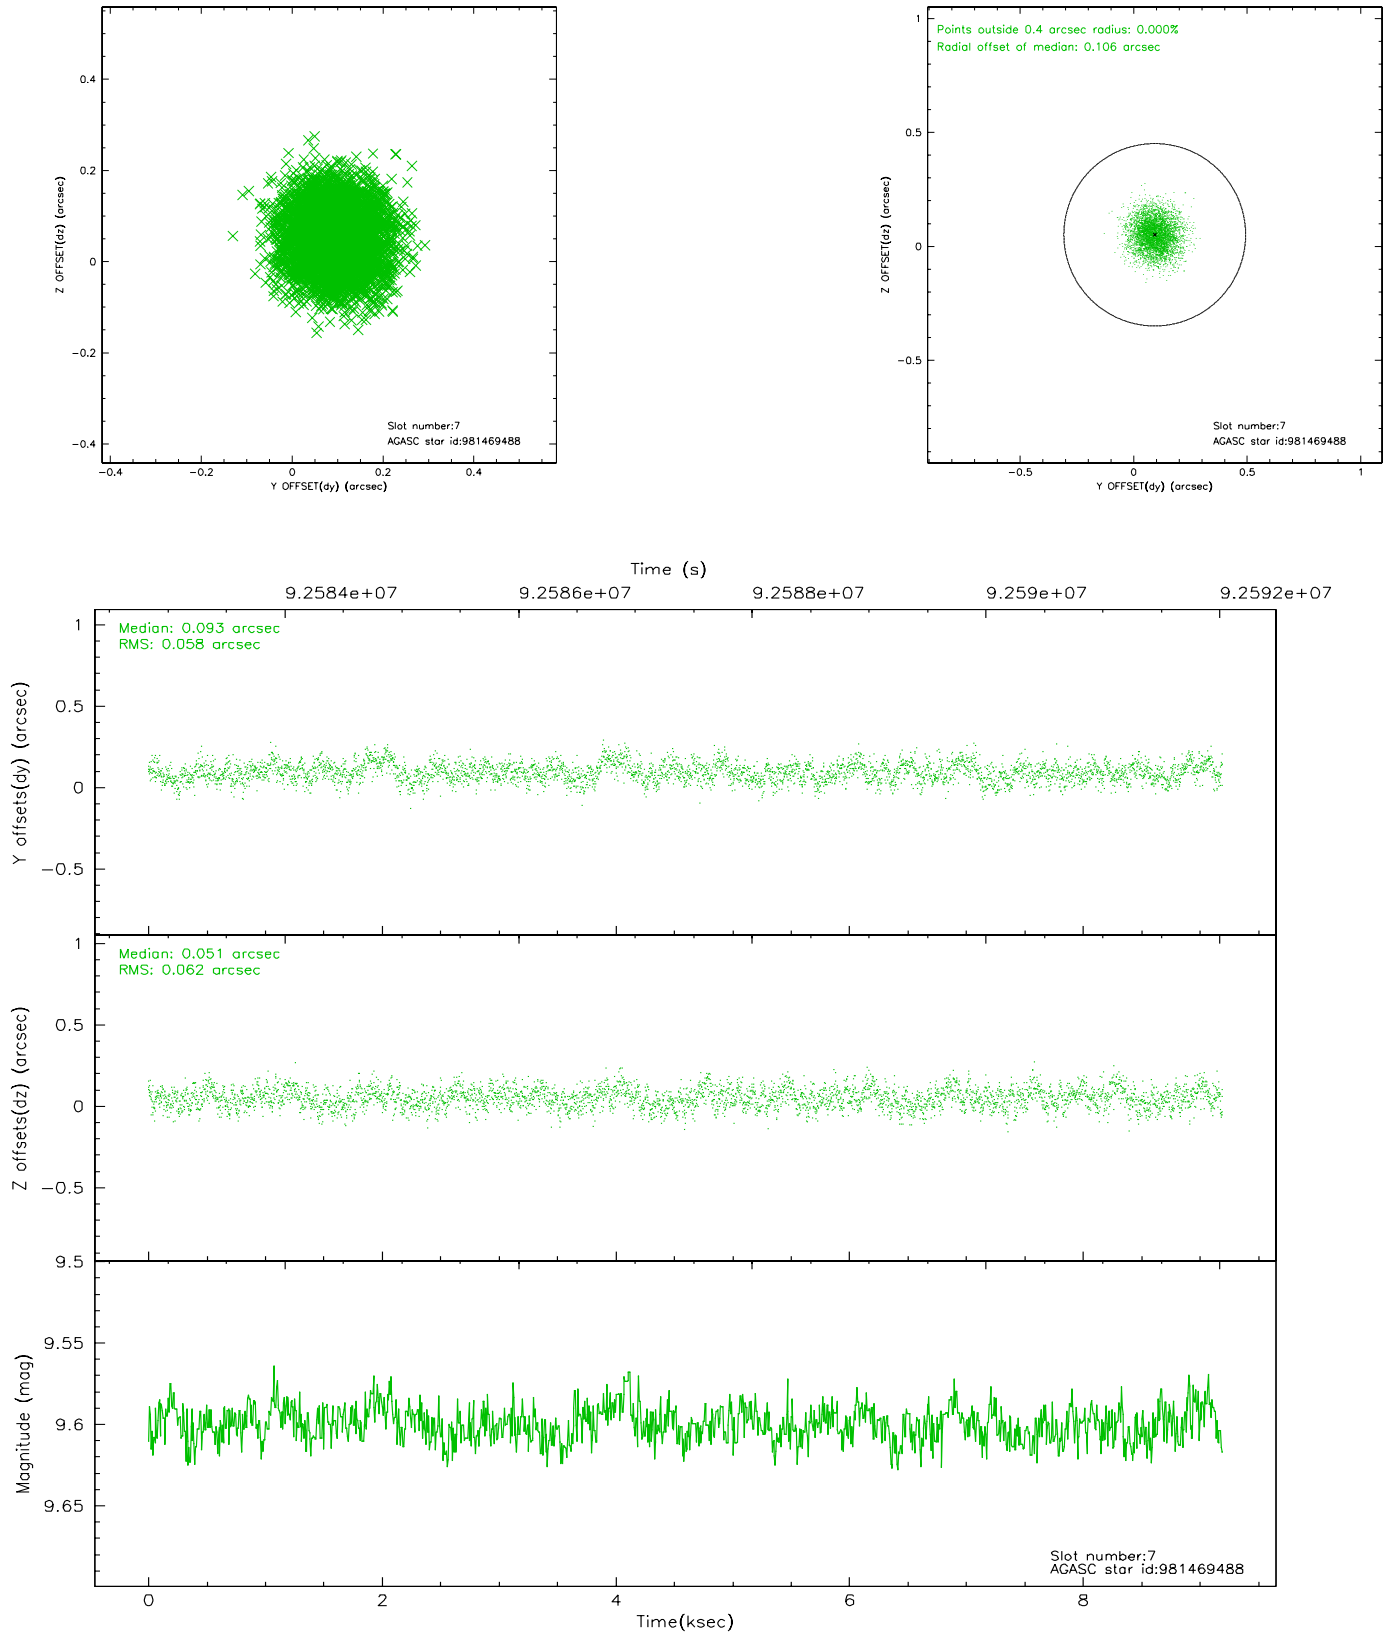 0.4
0.2
0
−0.2
−0.4
Z OFFSET(dz) (arcsec)
Slot number:7
AGASC star id:981469488
−0.4 −0.2 0 0.2 0.4
Y OFFSET(dy) (arcsec)
Points outside 0.4 arcsec radius: 0.000%
Radial offset of median: 0.106 arcsec
1
0.5
0
−0.5
Z OFFSET(dz) (arcsec)
Slot number:7
AGASC star id:981469488
−0.5 0 0.5 1
Y OFFSET(dy) (arcsec)
Time (s)
9.2584e+07 9.2586e+07 9.2588e+07 9.259e+07 9.2592e+07
Median: 0.093 arcsec
RMS: 0.058 arcsec
1
0.5
0
−0.5
Y offsets(dy) (arcsec)
Median: 0.051 arcsec
RMS: 0.062 arcsec
1
0.5
0
−0.5
Z offsets(dz) (arcsec)
9.5
9.55
9.6
9.65
Magnitude (mag)
Slot number:7
AGASC star id:981469488
0 2 4 6 8
Time(ksec)